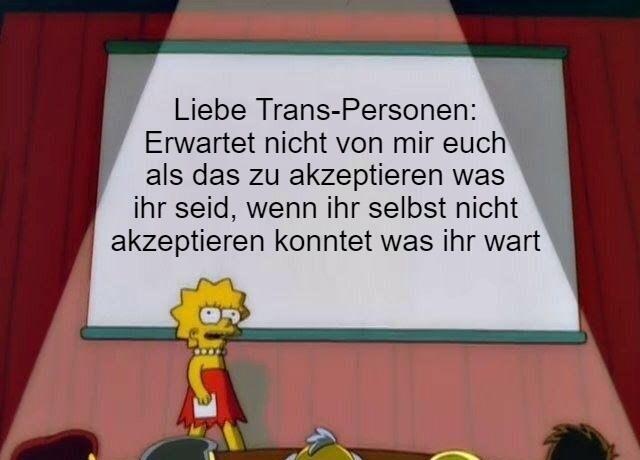 Liebe Trans-Personen:
Erwartet nicht von mir euch
als das zu akzeptieren was
ihr seid, wenn ihr selbst nicht
akzeptieren konntet was ihr wart